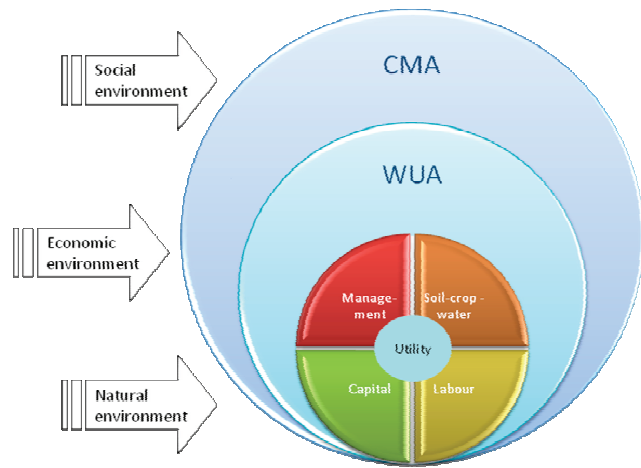 Social
environment
CMA
WUA
Economic
environment
Manage-
ment
Soil-crop -
water
Utility
Natural
environment
Capital
Labour